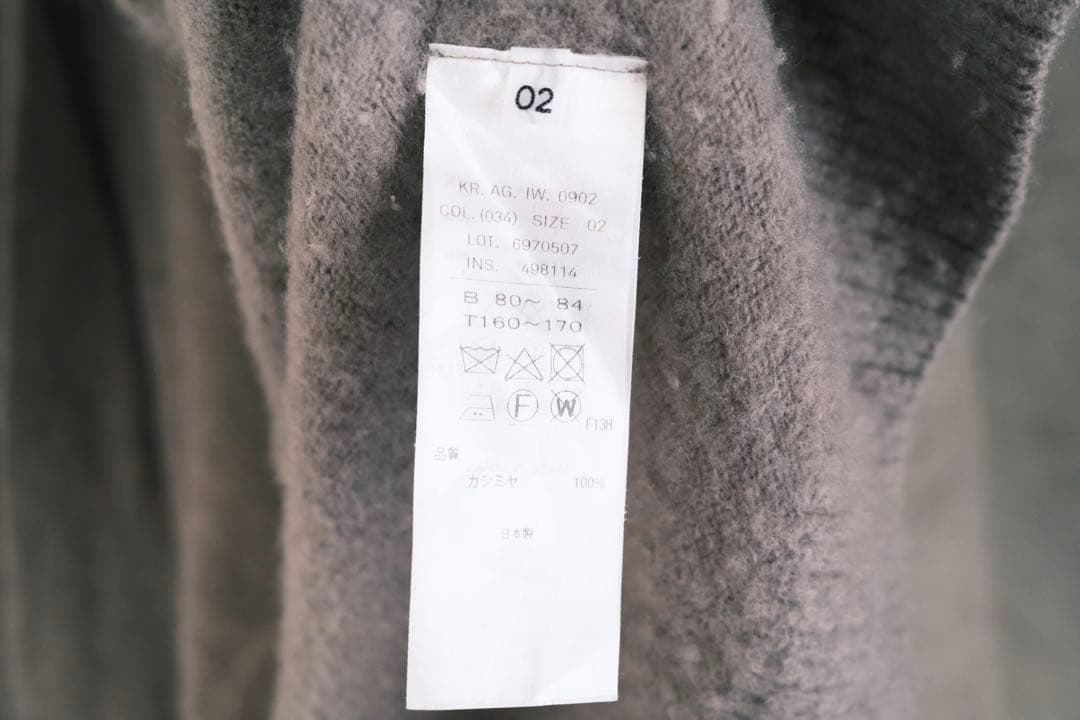 02
KR. AG. IW. 0902
COL. (034) SIZE 02
LOT. 6970507
INS. 498114
B 80～ 84
T160～170
F W
F13H
品質
カシミヤ 100%
日本製